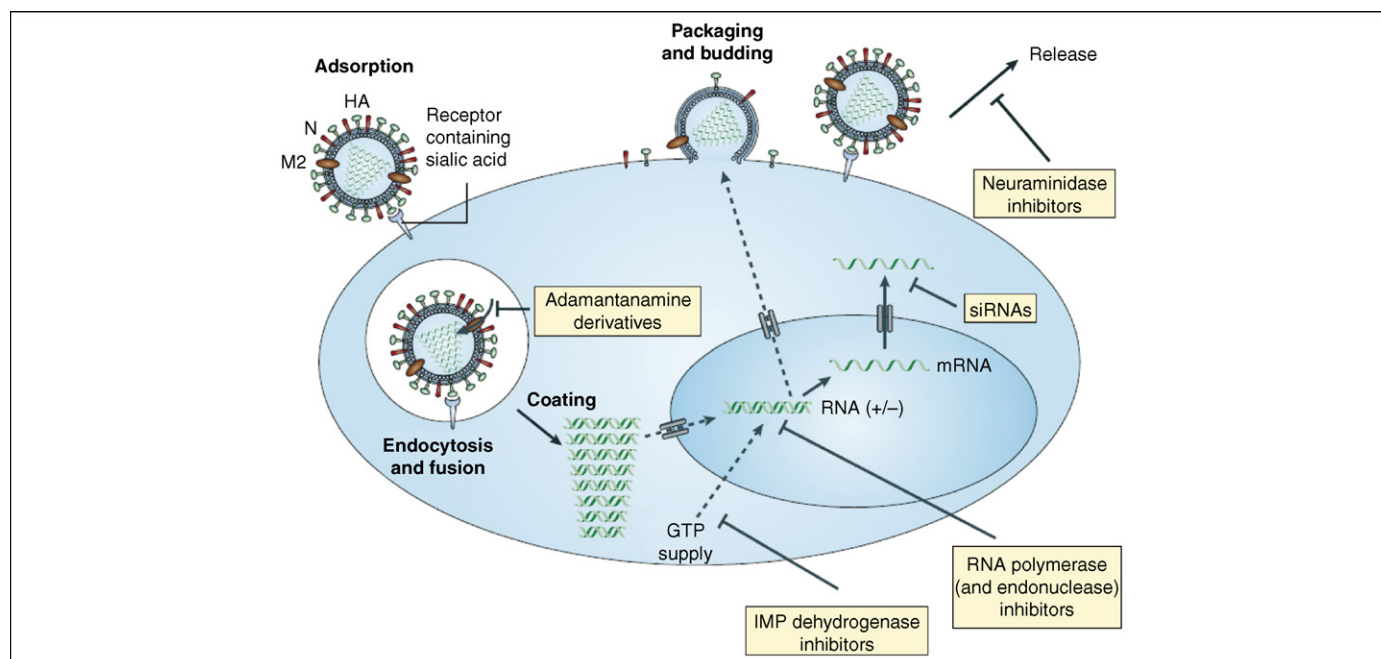 Packaging
and budding
Release
Adsorption
HA
N
M2
Receptor
containing
sialic acid
Neuraminidase
inhibitors
Adamantanamine
derivatives
siRNAs
mRNA
RNA (+/–)
Coating
Endocytosis
and fusion
GTP
supply
RNA polymerase
(and endonuclease)
inhibitors
IMP dehydrogenase
inhibitors